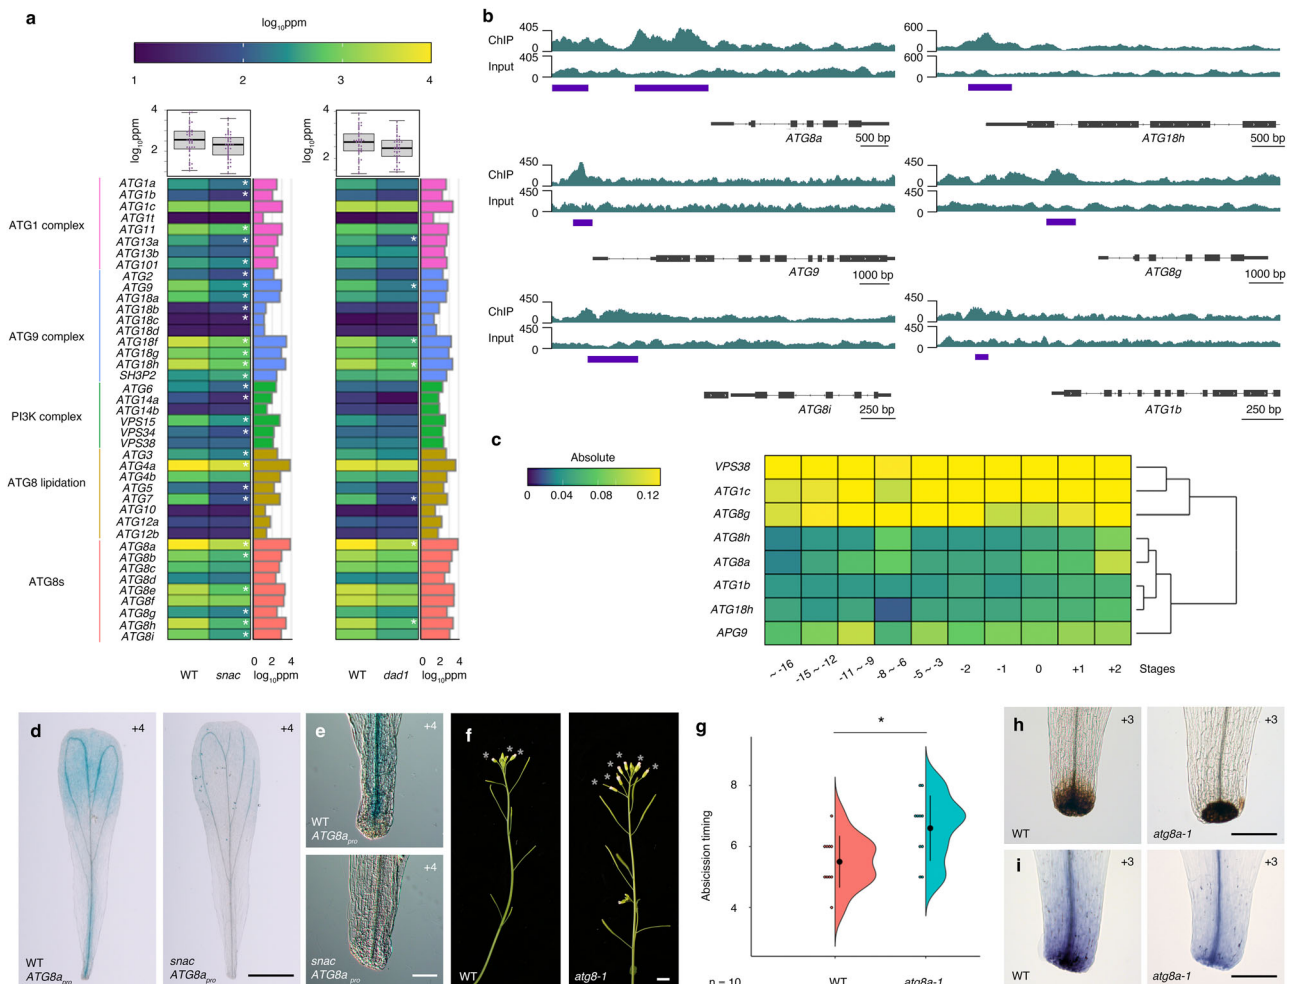 a
log10ppm
1 2 3 4
log10ppm
4
2
log10ppm
4
2
ATG1 complex
ATG1a *
ATG1b *
ATG1c
ATG1t
ATG11 *
ATG13a * *
ATG13b
ATG101 *
ATG9 complex
ATG2 *
ATG9 * *
ATG18a *
ATG18b *
ATG18c *
ATG18d
ATG18f * *
ATG18g *
ATG18h * *
SH3P2 *
PI3K complex
ATG6 *
ATG14a *
ATG14b
VPS15 *
VPS34 *
VPS38
ATG8 lipidation
ATG3 *
ATG4a *
ATG4b
ATG5 *
ATG7 * *
ATG10
ATG12a
ATG12b
ATG8s
ATG8a * *
ATG8b *
ATG8c
ATG8d
ATG8e *
ATG8f
ATG8g *
ATG8h * *
ATG8i *
WT snac
0 2 4
log10ppm
WT dad1
0 2 4
log10ppm
b
ChIP
405
0
Input
405
0
ATG8a
500 bp
600
0
600
0
ATG18h
500 bp
ChIP
450
0
Input
450
0
ATG9
1000 bp
450
0
450
0
ATG8g
1000 bp
ChIP
450
0
Input
450
0
ATG8i
250 bp
450
0
450
0
ATG1b
250 bp
c
Absolute
0 0.04 0.08 0.12
VPS38
ATG1c
ATG8g
ATG8h
ATG8a
ATG1b
ATG18h
APG9
~ -16 -15 ~ -12 -11 ~ -9 -8 ~ -6 -5 ~ -3 -2 -1 0 +1 +2 Stages
d
+4
WT
ATG8apro
+4
snac
ATG8apro
e
+4
WT
ATG8apro
+4
snac
ATG8apro
f
* * * *
WT
* * * * * * *
atg8-1
g
*
Abscission timing
8
6
4
n = 10 WT atg8a-1
h
+3
WT
+3
atg8a-1
i
+3
WT
+3
atg8a-1